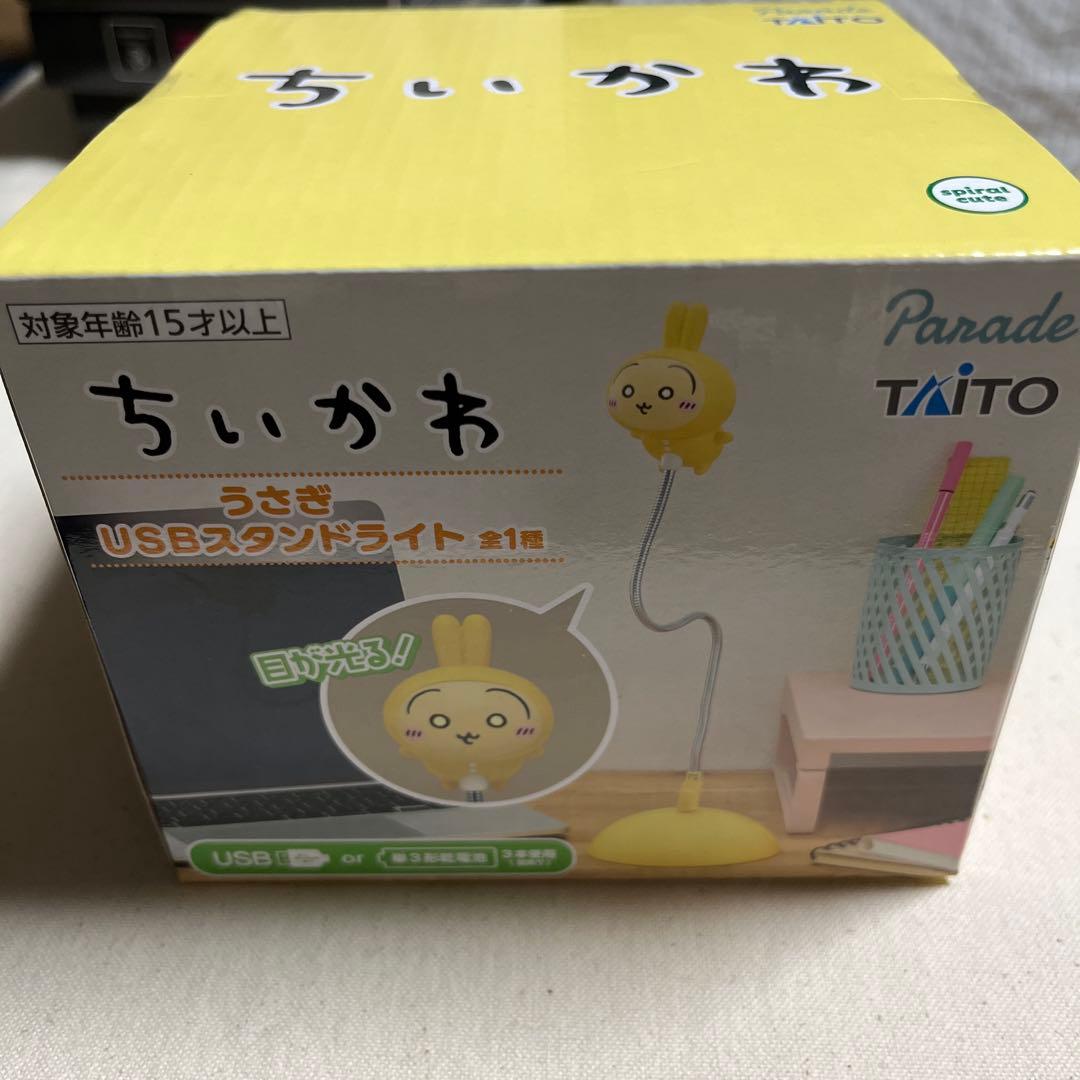 Parade
TAITO
ちいかわ
spiral
cute
対象年齢15才以上
Parade
TAITO
ちいかわ
うさぎ
USBスタンドライト 全1種
目が光る!
USB or 単3形乾電池 3本使用